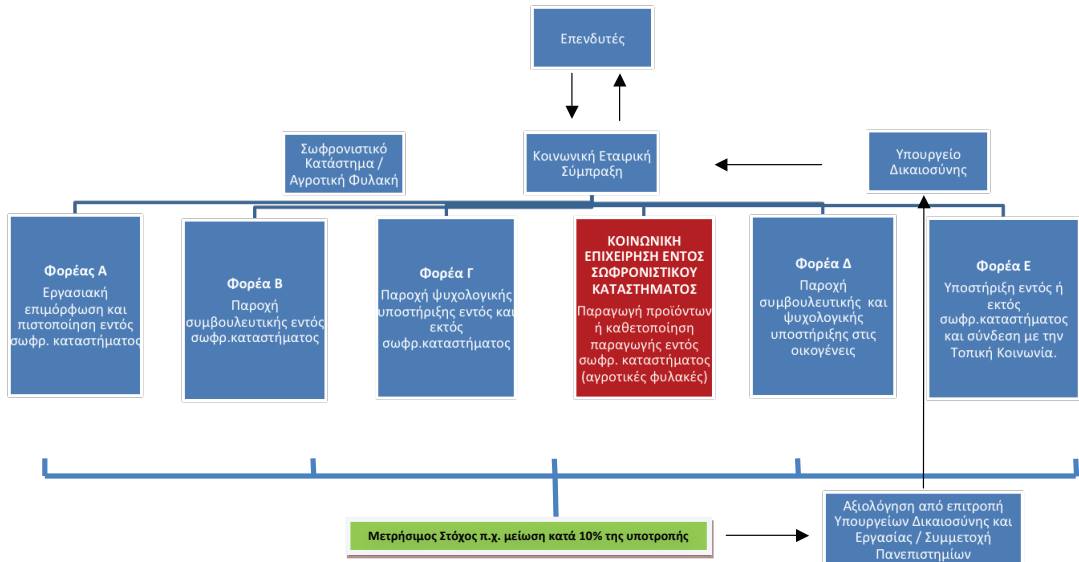 Επενδυτές
Σωφρονιστικό
Κατάστημα /
Αγροτική Φυλακή
Κοινωνική Εταιρική
Σύμπραξη
Υπουργείο
Δικαιοσύνης
Φορέας Α
Εργασιακή
επιμόρφωση και
πιστοποίηση εντός
σωφρ. καταστήματος
Φορέα Β
Παροχή
συμβουλευτικής εντός
σωφρ.καταστήματος
Φορέα Γ
Παροχή ψυχολογικής
υποστήριξης εντός και
εκτός
σωφρ.καταστήματος
ΚΟΙΝΩΝΙΚΗ
ΕΠΙΧΕΙΡΗΣΗ ΕΝΤΟΣ
ΣΩΦΡΟΝΙΣΤΙΚΟΥ
ΚΑΤΑΣΤΗΜΑΤΟΣ
Παραγωγή προϊόντων
ή καθετοποίηση
παραγωγής εντός
σωφρ. καταστήματος
(αγροτικές φυλακές)
Φορέα Δ
Παροχή
συμβουλευτικής και
ψυχολογικής
υποστήριξης στις
οικογένεις
Φορέα Ε
Υποστήριξη εντός ή
εκτός
σωφρ.καταστήματος
και σύνδεση με την
Τοπική Κοινωνία.
Μετρήσιμος Στόχος π.χ. μείωση κατά 10% της υποτροπής
Αξιολόγηση από επιτροπή
Υπουργείων Δικαιοσύνης και
Εργασίας / Συμμετοχή
Πανεπιστημίων